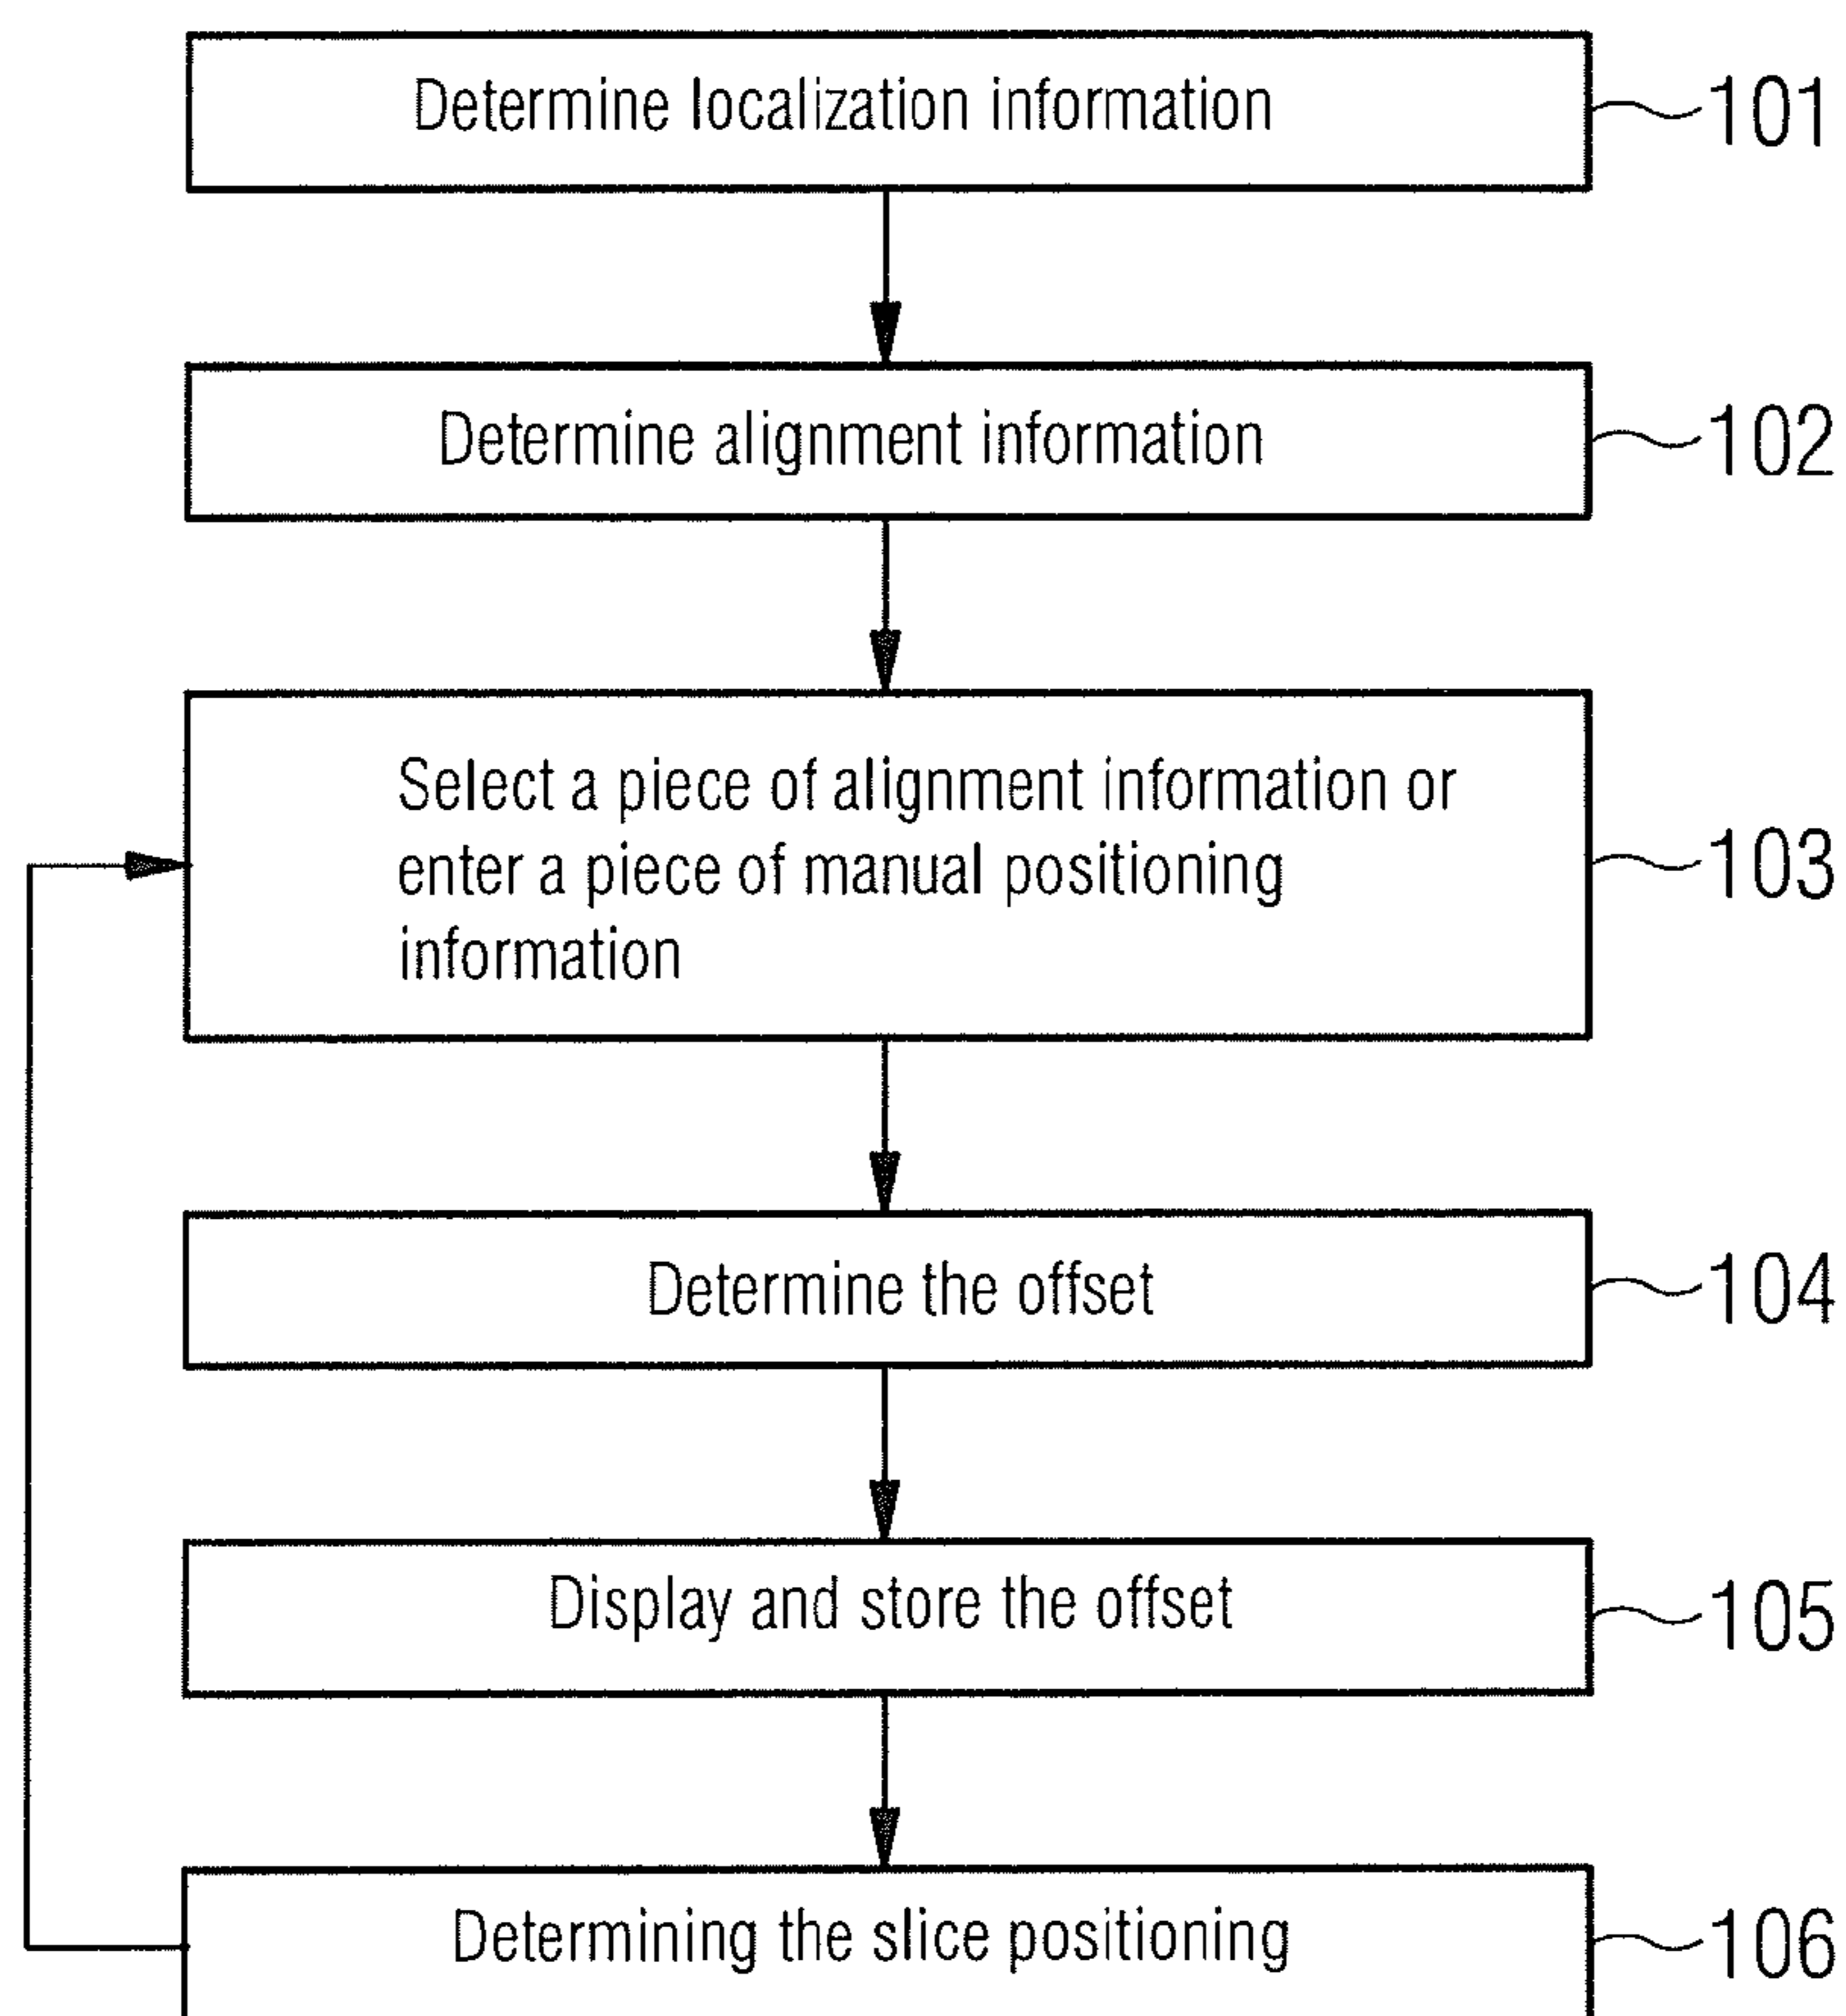 Determine localization information
101
Determine alignment information
102
Select a piece of alignment information or
enter a piece of manual positioning
information
103
Determine the offset
104
Display and store the offset
105
Determining the slice positioning
106